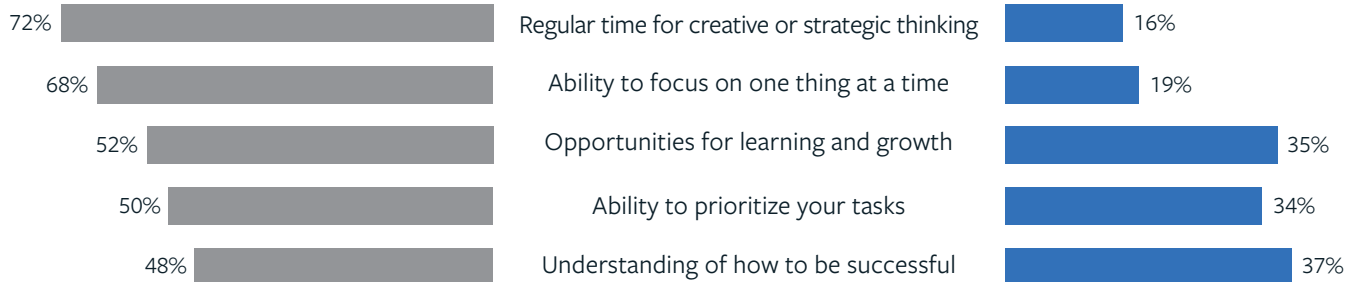 72% Regular time for creative or strategic thinking 16%
68% Ability to focus on one thing at a time 19%
52% Opportunities for learning and growth 35%
50% Ability to prioritize your tasks 34%
48% Understanding of how to be successful 37%